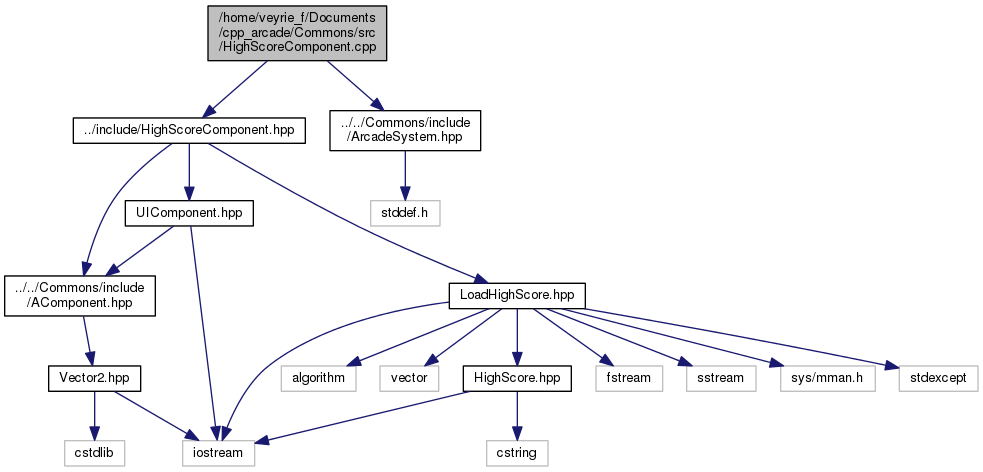 /home/veyrie_f/Documents
/cpp_arcade/Commons/src
/HighScoreComponent.cpp
../include/HighScoreComponent.hpp
../../Commons/include
/ArcadeSystem.hpp
UIComponent.hpp
stddef.h
../../Commons/include
/AComponent.hpp
LoadHighScore.hpp
Vector2.hpp
algorithm
vector
HighScore.hpp
fstream
sstream
sys/mman.h
stdexcept
cstdlib
iostream
cstring